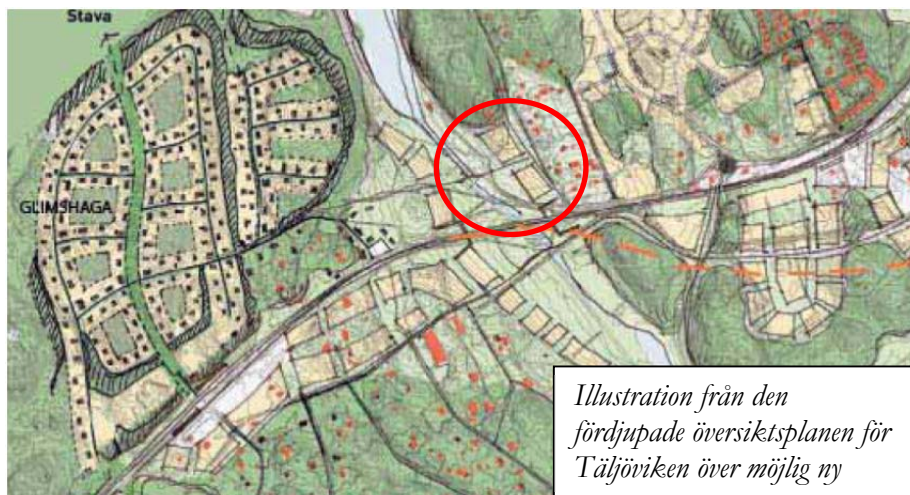 Stava
GLIMSHAGA
Illustration från den
fördjupade översiktsplanen för
Täljöviken över möjlig ny